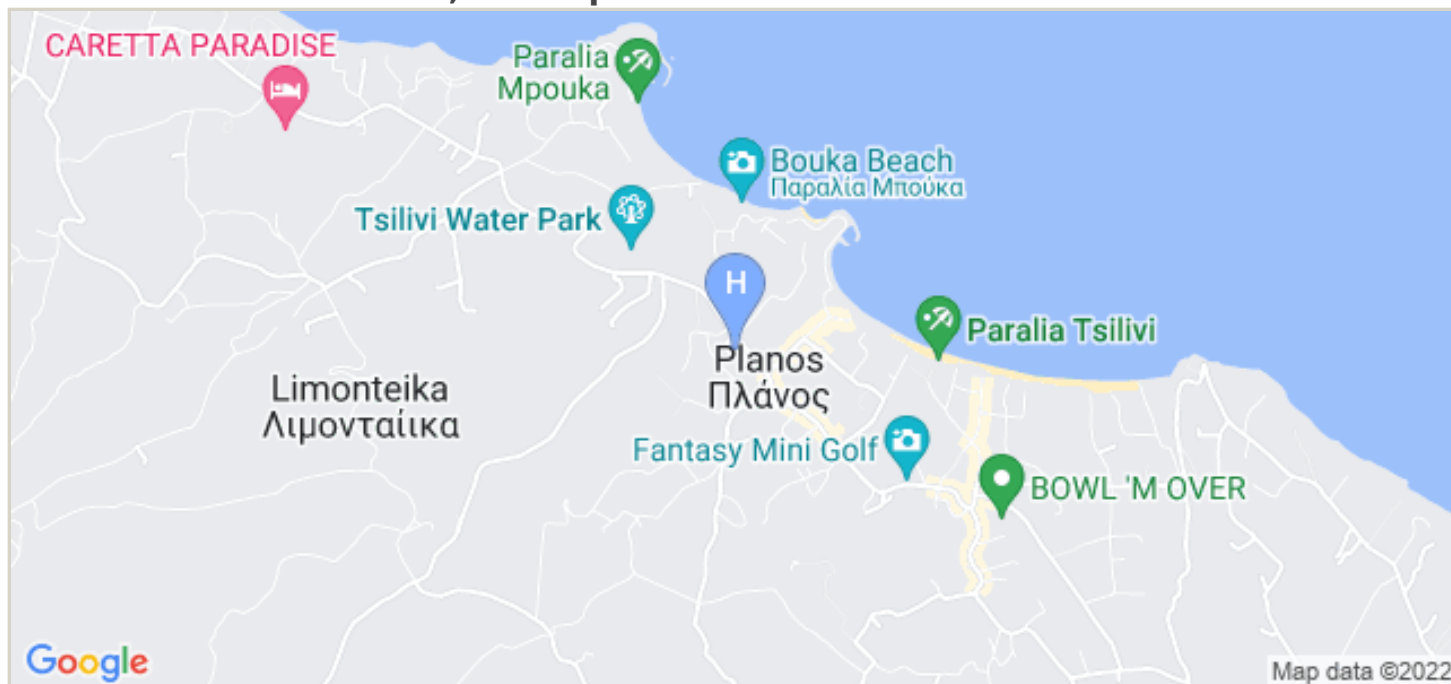 CARETTA PARADISE
Paralia
Mpouka
Bouka Beach
Παραλία Μπούκα
Tsilivi Water Park
H
Paralia Tsilivi
Planos
Πλάνος
Limonteika
Λιμονταίικα
Fantasy Mini Golf
BOWL 'M OVER
Google
Map data ©2022